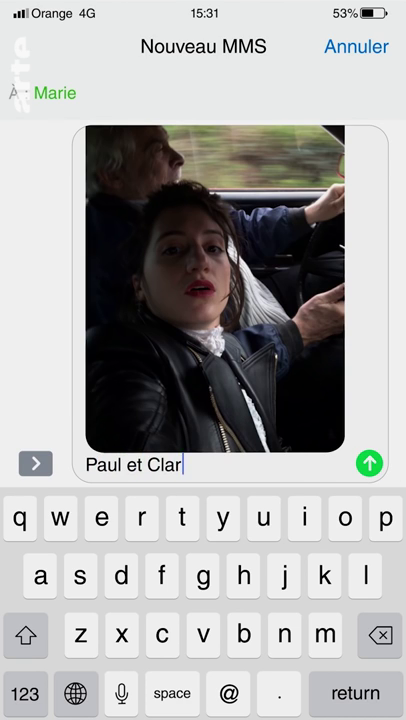 Orange 4G 15:31 53%
Nouveau MMS Annuler
arte
À : Marie
Paul et Clar
q w e r t y u i o p
a s d f g h j k l
z x c v b n m
123 space @ . return